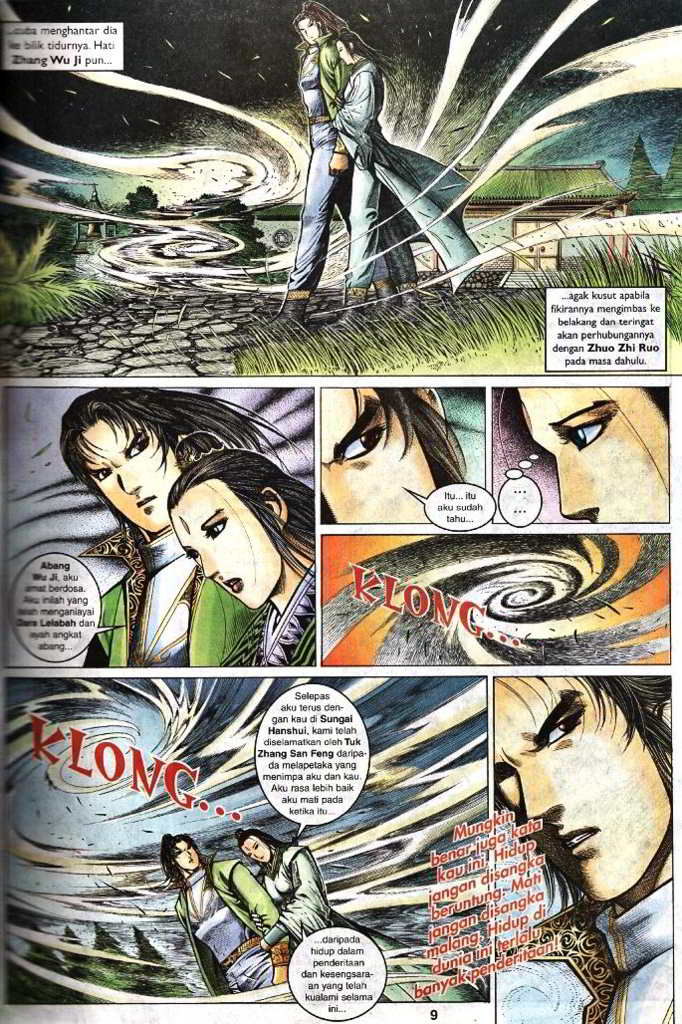 ...cuba menghantar dia
ke bilik tidurnya. Hati
Zhang Wu Ji pun...
...agak kusut apabila
fikirannya mengimbas ke
belakang dan teringat
akan perhubungannya
dengan Zhuo Zhi Ruo
pada masa dahulu.
Abang
Wu Ji, aku
amat berdosa.
Aku inilah yang
telah menganiayai
Dara Lelabah dan
ayah angkat
abang...
Itu... itu
aku sudah
tahu...
...
...
KLONG...
KLONG...
Selepas
aku terus den-
gan kau di Sungai
Hanshui, kami telah
diselamatkan oleh Tuk
Zhang San Feng daripa-
da melapetaka yang
menimpa aku dan kau.
Aku rasa lebih baik
aku mati pada
ketika itu...
...daripada
hidup dalam
penderitaan
dan kesengsara-
an yang telah
kualami selama
ini...
Mungkin
benar juga kata
kau ini. Hidup
jangan disangka
beruntung. Mati
jangan disangka
malang. Hidup di
dunia ini terlalu
banyak penderitaan!
9